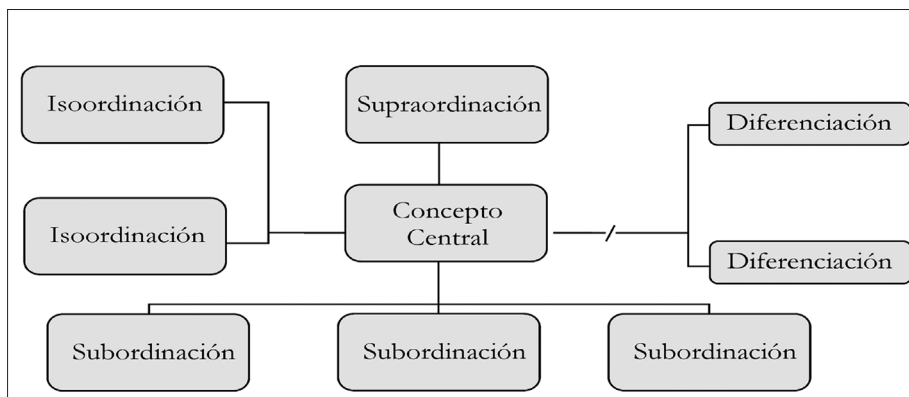 Isoordinación
Supraordinación
Diferenciación
Isoordinación
Concepto
Central
Diferenciación
Subordinación
Subordinación
Subordinación